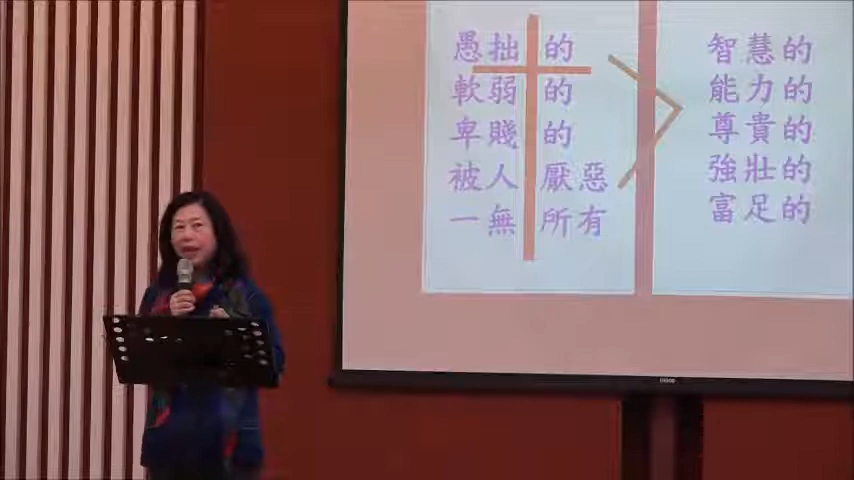 愚拙的
軟弱的
卑賤的
被人厭惡
一無所有
智慧的
能力的
尊貴的
強壯的
富足的